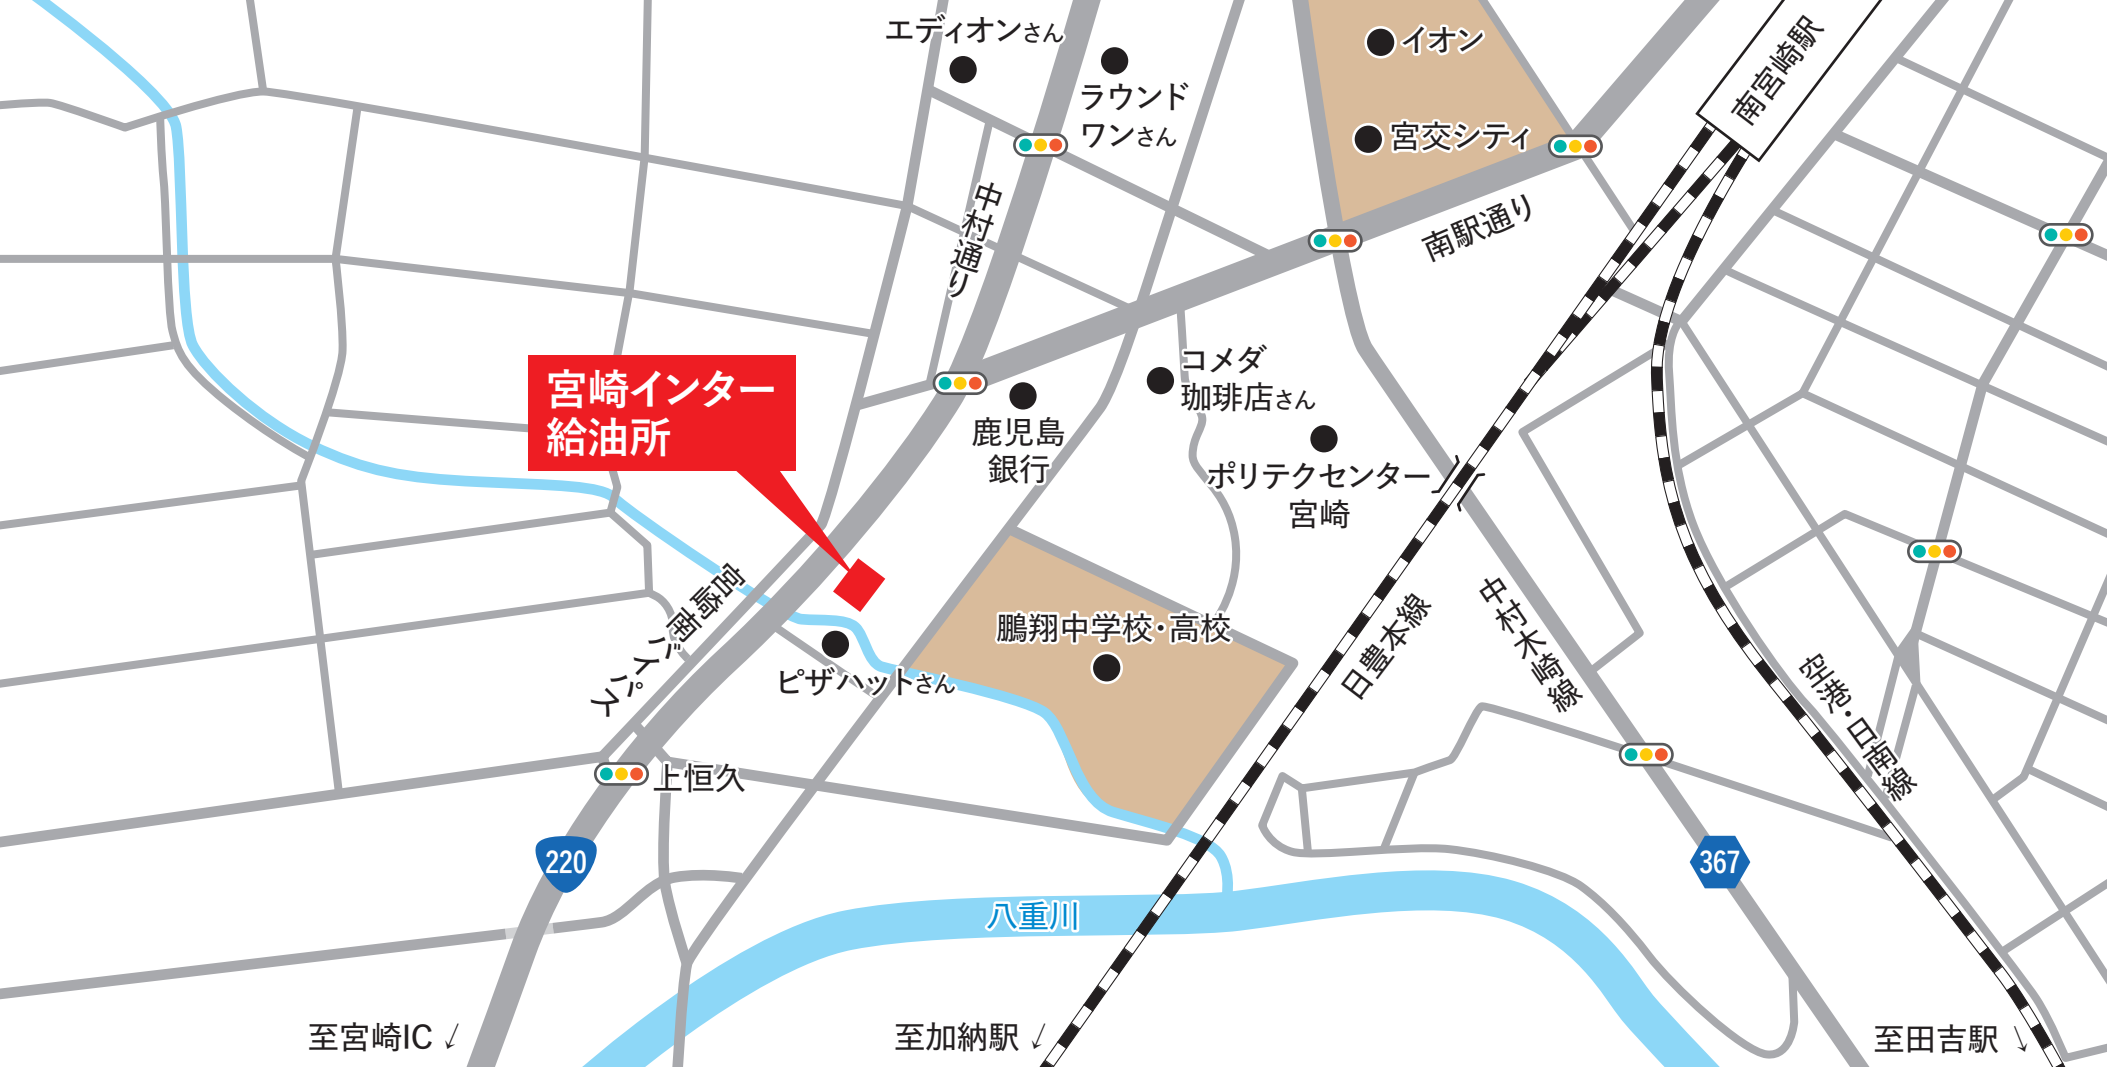 エディオンさん
ラウンド
ワンさん
イオン
宮交シティ
南宮崎駅
中村通り
南駅通り
宮崎インター
給油所
鹿児島
銀行
コメダ
珈琲店さん
ポリテクセンター
宮崎
宮崎南バイパス
ピザハットさん
鵬翔中学校・高校
日豊本線
中村木崎線
空港・日南線
上恒久
220
367
八重川
至宮崎IC ↓
至加納駅 ↓
至田吉駅 ↓